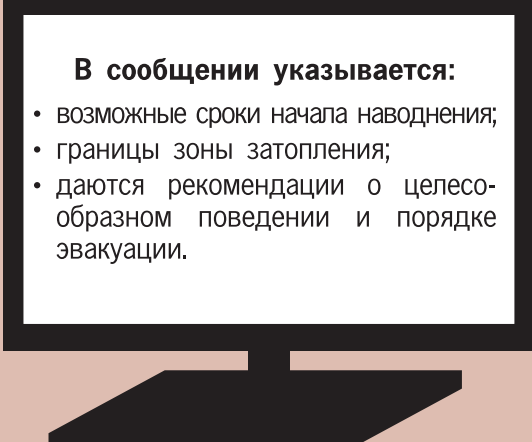 В сообщении указывается:
• возможные сроки начала наводнения;
• границы зоны затопления;
• даются рекомендации о целесо-
образном поведении и порядке
эвакуации.